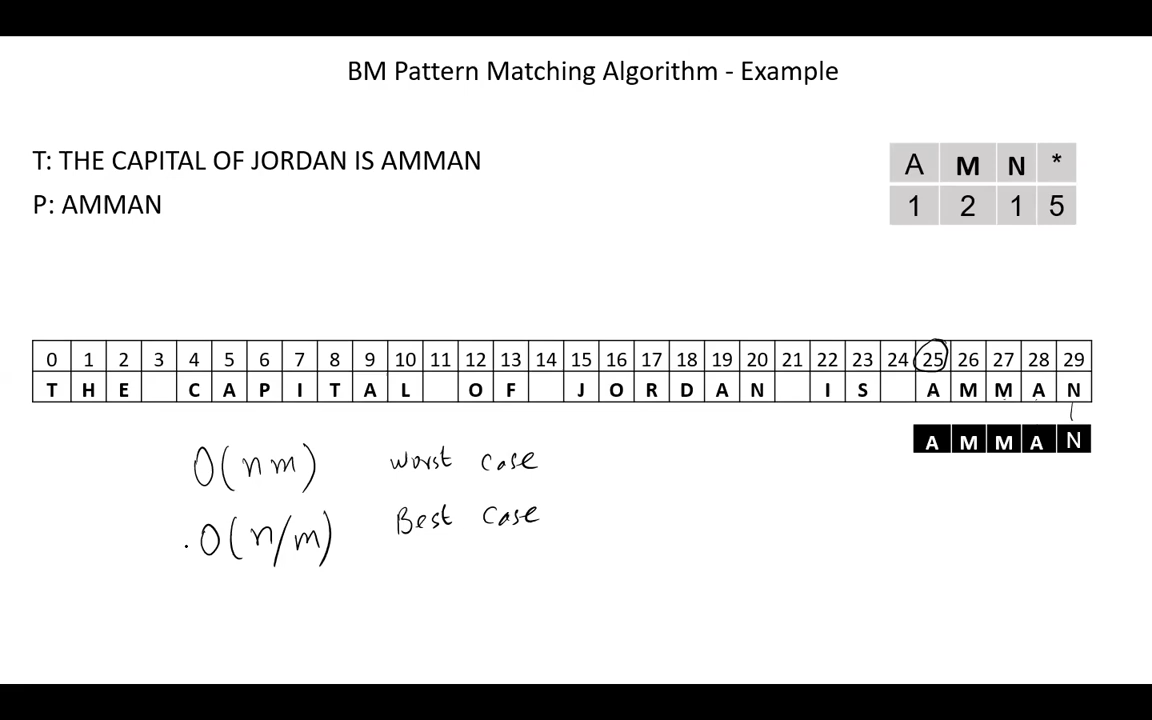 BM Pattern Matching Algorithm - Example
T: THE CAPITAL OF JORDAN IS AMMAN
P: AMMAN
A M N *
1 2 1 5
0 1 2 3 4 5 6 7 8 9 10 11 12 13 14 15 16 17 18 19 20 21 22 23 24 25 26 27 28 29
T H E C A P I T A L O F J O R D A N I S A M M A N
A M M A N
O(nm) worst case
O(n/m) Best case